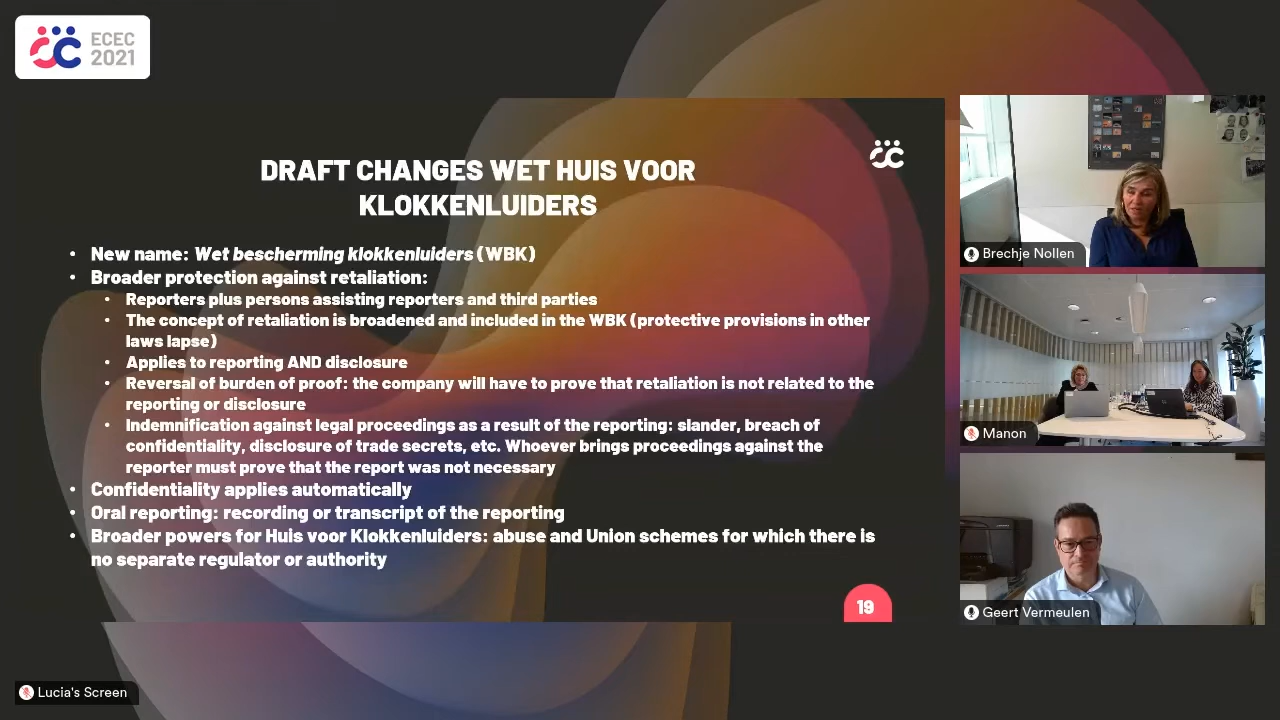 ECEC
2021
DRAFT CHANGES WET HUIS VOOR
KLOKKENLUIDERS
• New name: Wet bescherming klokkenluiders (WBK)
• Broader protection against retaliation:
• Reporters plus persons assisting reporters and third parties
• The concept of retaliation is broadened and included in the WBK (protective provisions in other
laws lapse)
• Applies to reporting AND disclosure
• Reversal of burden of proof: the company will have to prove that retaliation is not related to the
reporting or disclosure
• Indemnification against legal proceedings as a result of the reporting: slander, breach of
confidentiality, disclosure of trade secrets, etc. Whoever brings proceedings against the
reporter must prove that the report was not necessary
• Confidentiality applies automatically
• Oral reporting: recording or transcript of the reporting
• Broader powers for Huis voor Klokkenluiders: abuse and Union schemes for which there is
no separate regulator or authority
19
Brechje Nollen
Manon
Geert Vermeulen
Lucia's Screen